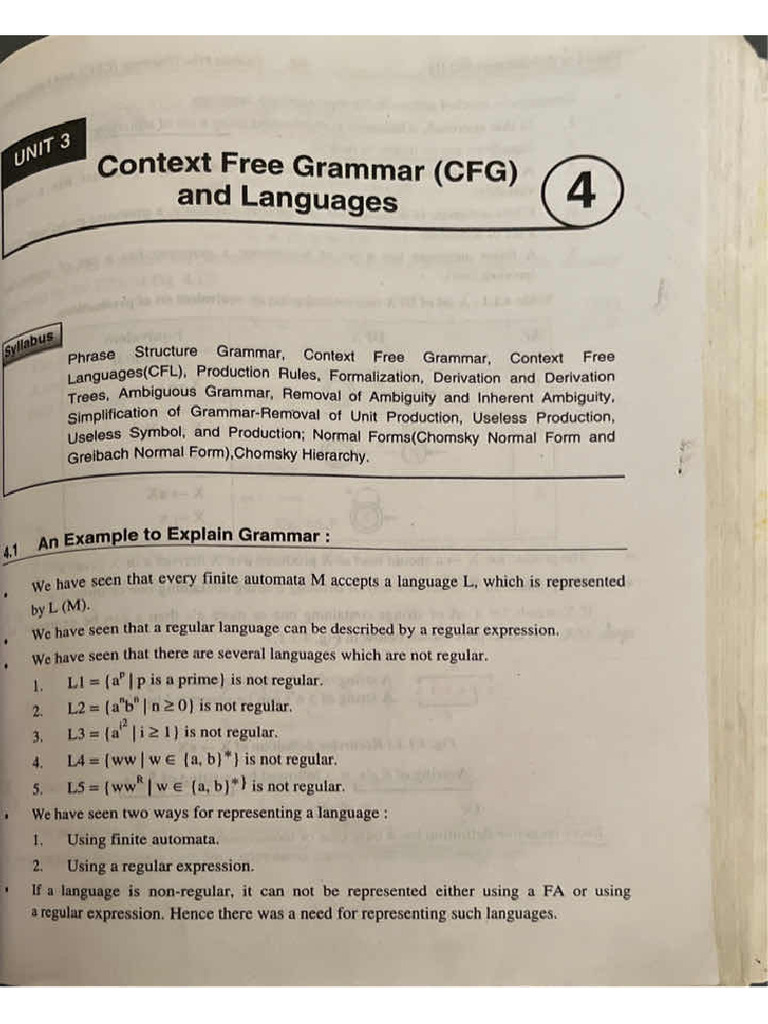 UNIT 3
Context Free Grammar (CFG)
and Languages
4
Syllabus
Phrase Structure Grammar, Context Free Grammar, Context Free
Languages(CFL), Production Rules, Formalization, Derivation and Derivation
Trees, Ambiguous Grammar, Removal of Ambiguity and Inherent Ambiguity,
Simplification of Grammar-Removal of Unit Production, Useless Production,
Useless Symbol, and Production; Normal Forms(Chomsky Normal Form and
Greibach Normal Form),Chomsky Hierarchy.
4.1 An Example to Explain Grammar :
• We have seen that every finite automata M accepts a language L, which is represented
by L (M).
• We have seen that a regular language can be described by a regular expression.
• We have seen that there are several languages which are not regular.
1. L1 = {a^p | p is a prime} is not regular.
2. L2 = {a^n b^n | n ≥ 0} is not regular.
3. L3 = {a^i^2 | i ≥ 1} is not regular.
4. L4 = {ww | w ∈ {a, b}*} is not regular.
5. L5 = {ww^R | w ∈ {a, b}*} is not regular.
• We have seen two ways for representing a language :
1. Using finite automata.
2. Using a regular expression.
• If a language is non-regular, it can not be represented either using a FA or using
a regular expression. Hence there was a need for representing such languages.